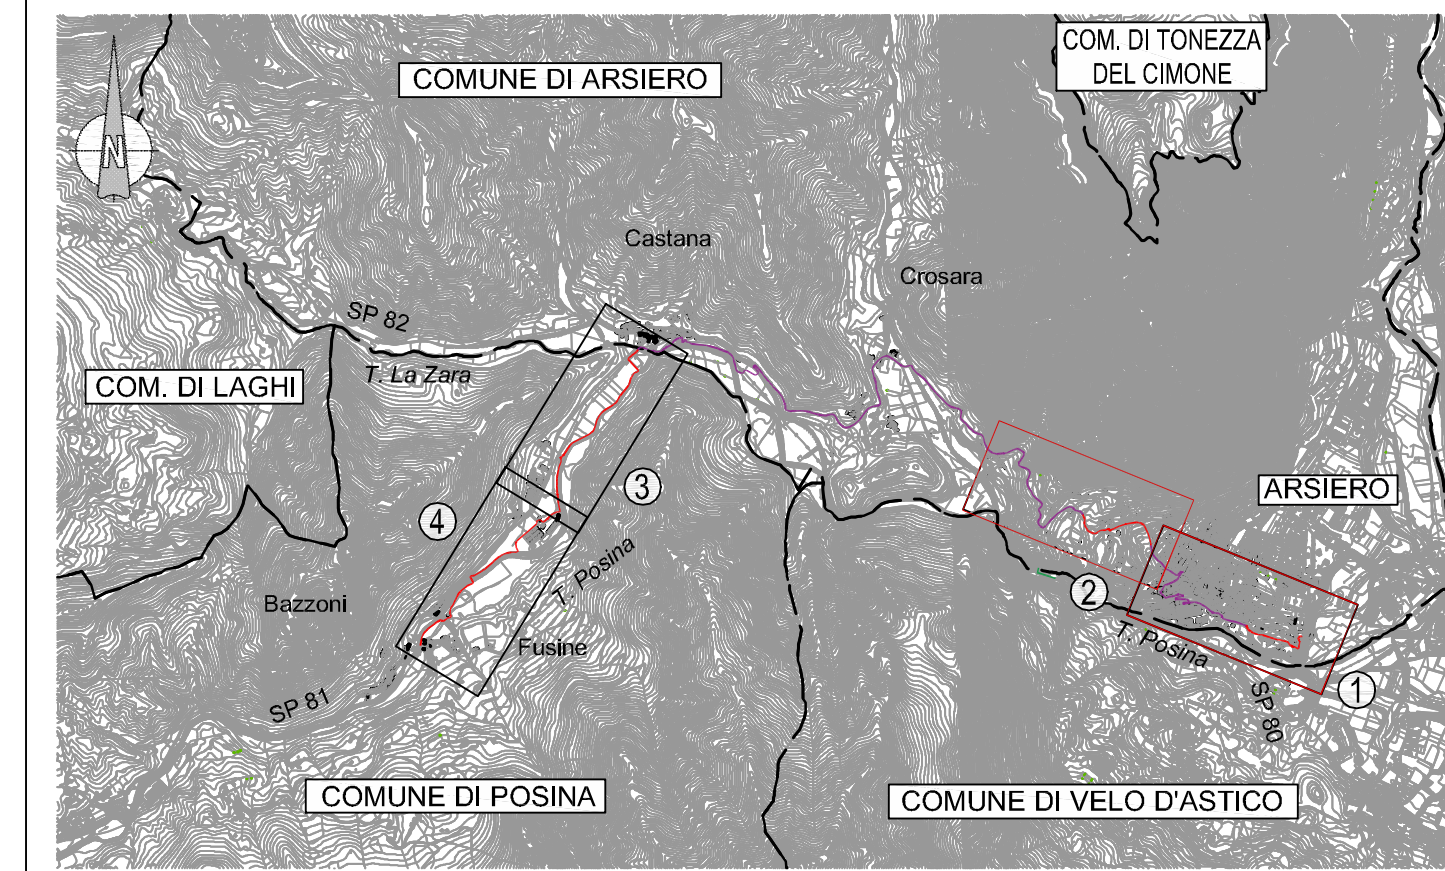 COM. DI TONEZZA
DEL CIMONE
COMUNE DI ARSIERO
N
Castana
Crosara
SP 82
T. La Zara
COM. DI LAGHI
3
ARSIERO
4
T. Posina
2
Bazzoni
Fusine
T. Posina
1
SP 81
SP 80
COMUNE DI POSINA
COMUNE DI VELO D'ASTICO